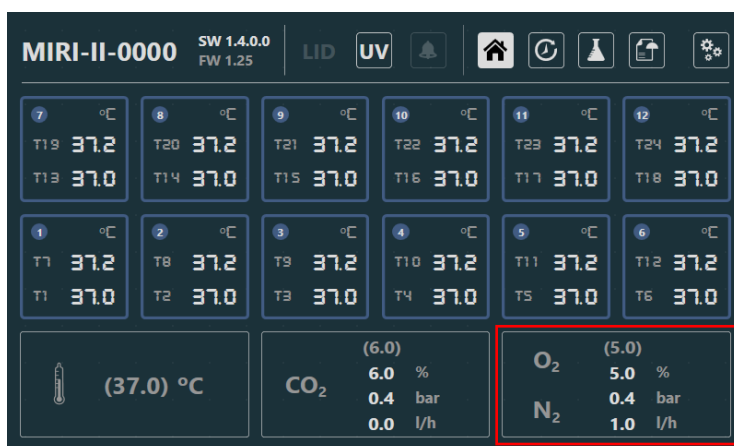 MIRI-II-0000 SW 1.4.0.0 LID UV
FW 1.25
7 °C 8 °C 9 °C 10 °C 11 °C 12 °C
T19 37.2 T20 37.2 T21 37.2 T22 37.2 T23 37.2 T24 37.2
T13 37.0 T14 37.0 T15 37.0 T16 37.0 T17 37.0 T18 37.0
1 °C 2 °C 3 °C 4 °C 5 °C 6 °C
T7 37.2 T8 37.2 T9 37.2 T10 37.2 T11 37.2 T12 37.2
T1 37.0 T2 37.0 T3 37.0 T4 37.0 T5 37.0 T6 37.0
(37.0) °C
CO₂
(6.0)
6.0 %
0.4 bar
0.0 l/h
O₂
N₂
(5.0)
5.0 %
0.4 bar
1.0 l/h